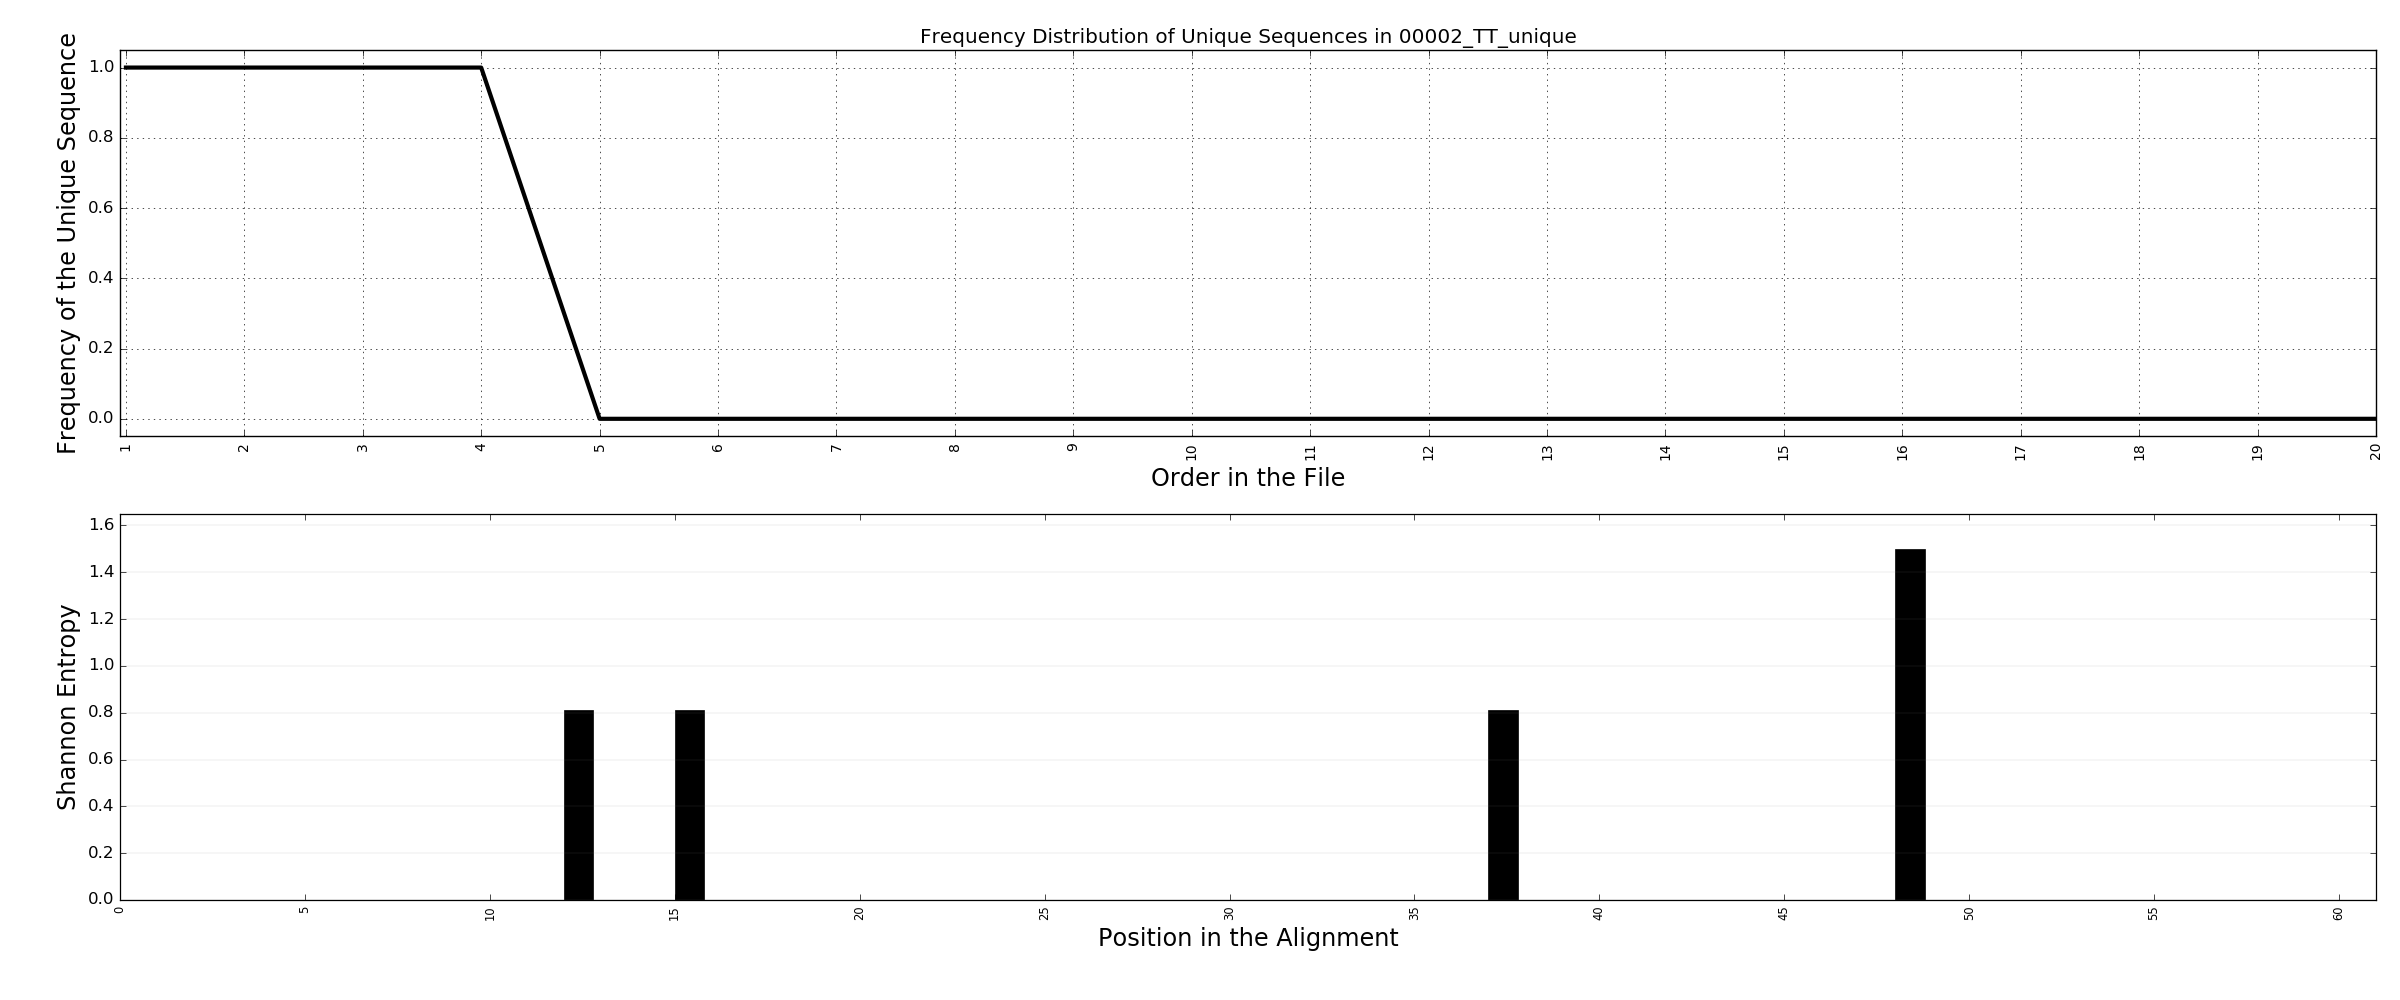 Frequency Distribution of Unique Sequences in 00002_TT_unique
Frequency of the Unique Sequence
1.0
0.8
0.6
0.4
0.2
0.0
1 2 3 4 5 6 7 8 9 10 11 12 13 14 15 16 17 18 19 20
Order in the File
Shannon Entropy
1.6
1.4
1.2
1.0
0.8
0.6
0.4
0.2
0.0
0 5 10 15 20 25 30 35 40 45 50 55 60
Position in the Alignment